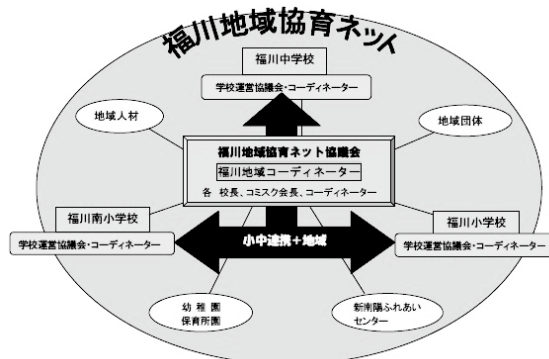 福川地域協育ネット
福川中学校
学校運営協議会・コーディネーター
地域人材
地域団体
福川地域協育ネット協議会
福川地域コーディネーター
各 校長、コミスク会長、コーディネーター
福川南小学校
学校運営協議会・コーディネーター
福川小学校
学校運営協議会・コーディネーター
小中連携+地域
幼稚園
保育所園
新南陽ふれあい
センター